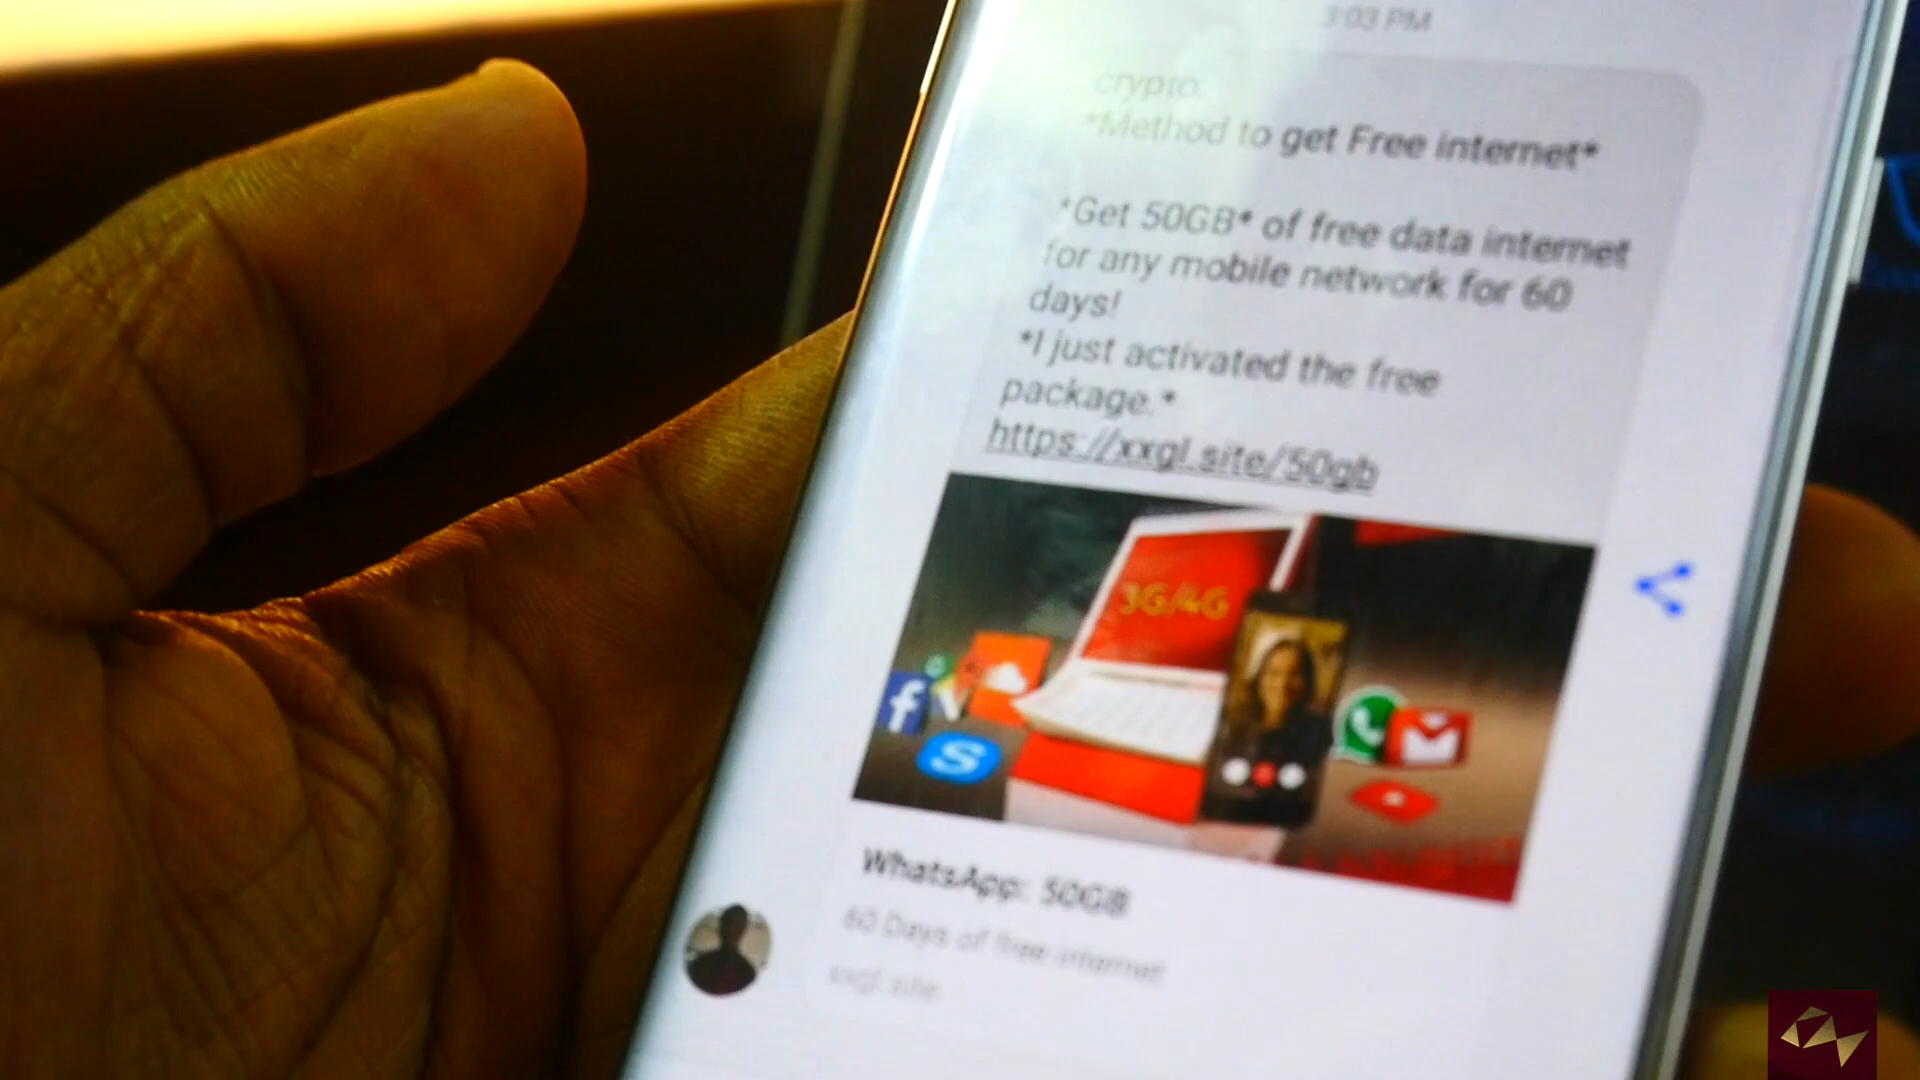 3:03 PM
crypto:
*Method to get Free internet*
*Get 50GB* of free data internet
for any mobile network for 60
days!
*I just activated the free
package.*
https://xxgl.site/50gb
3G/4G
WhatsApp: 50GB
60 Days of free internet
xxgl.site